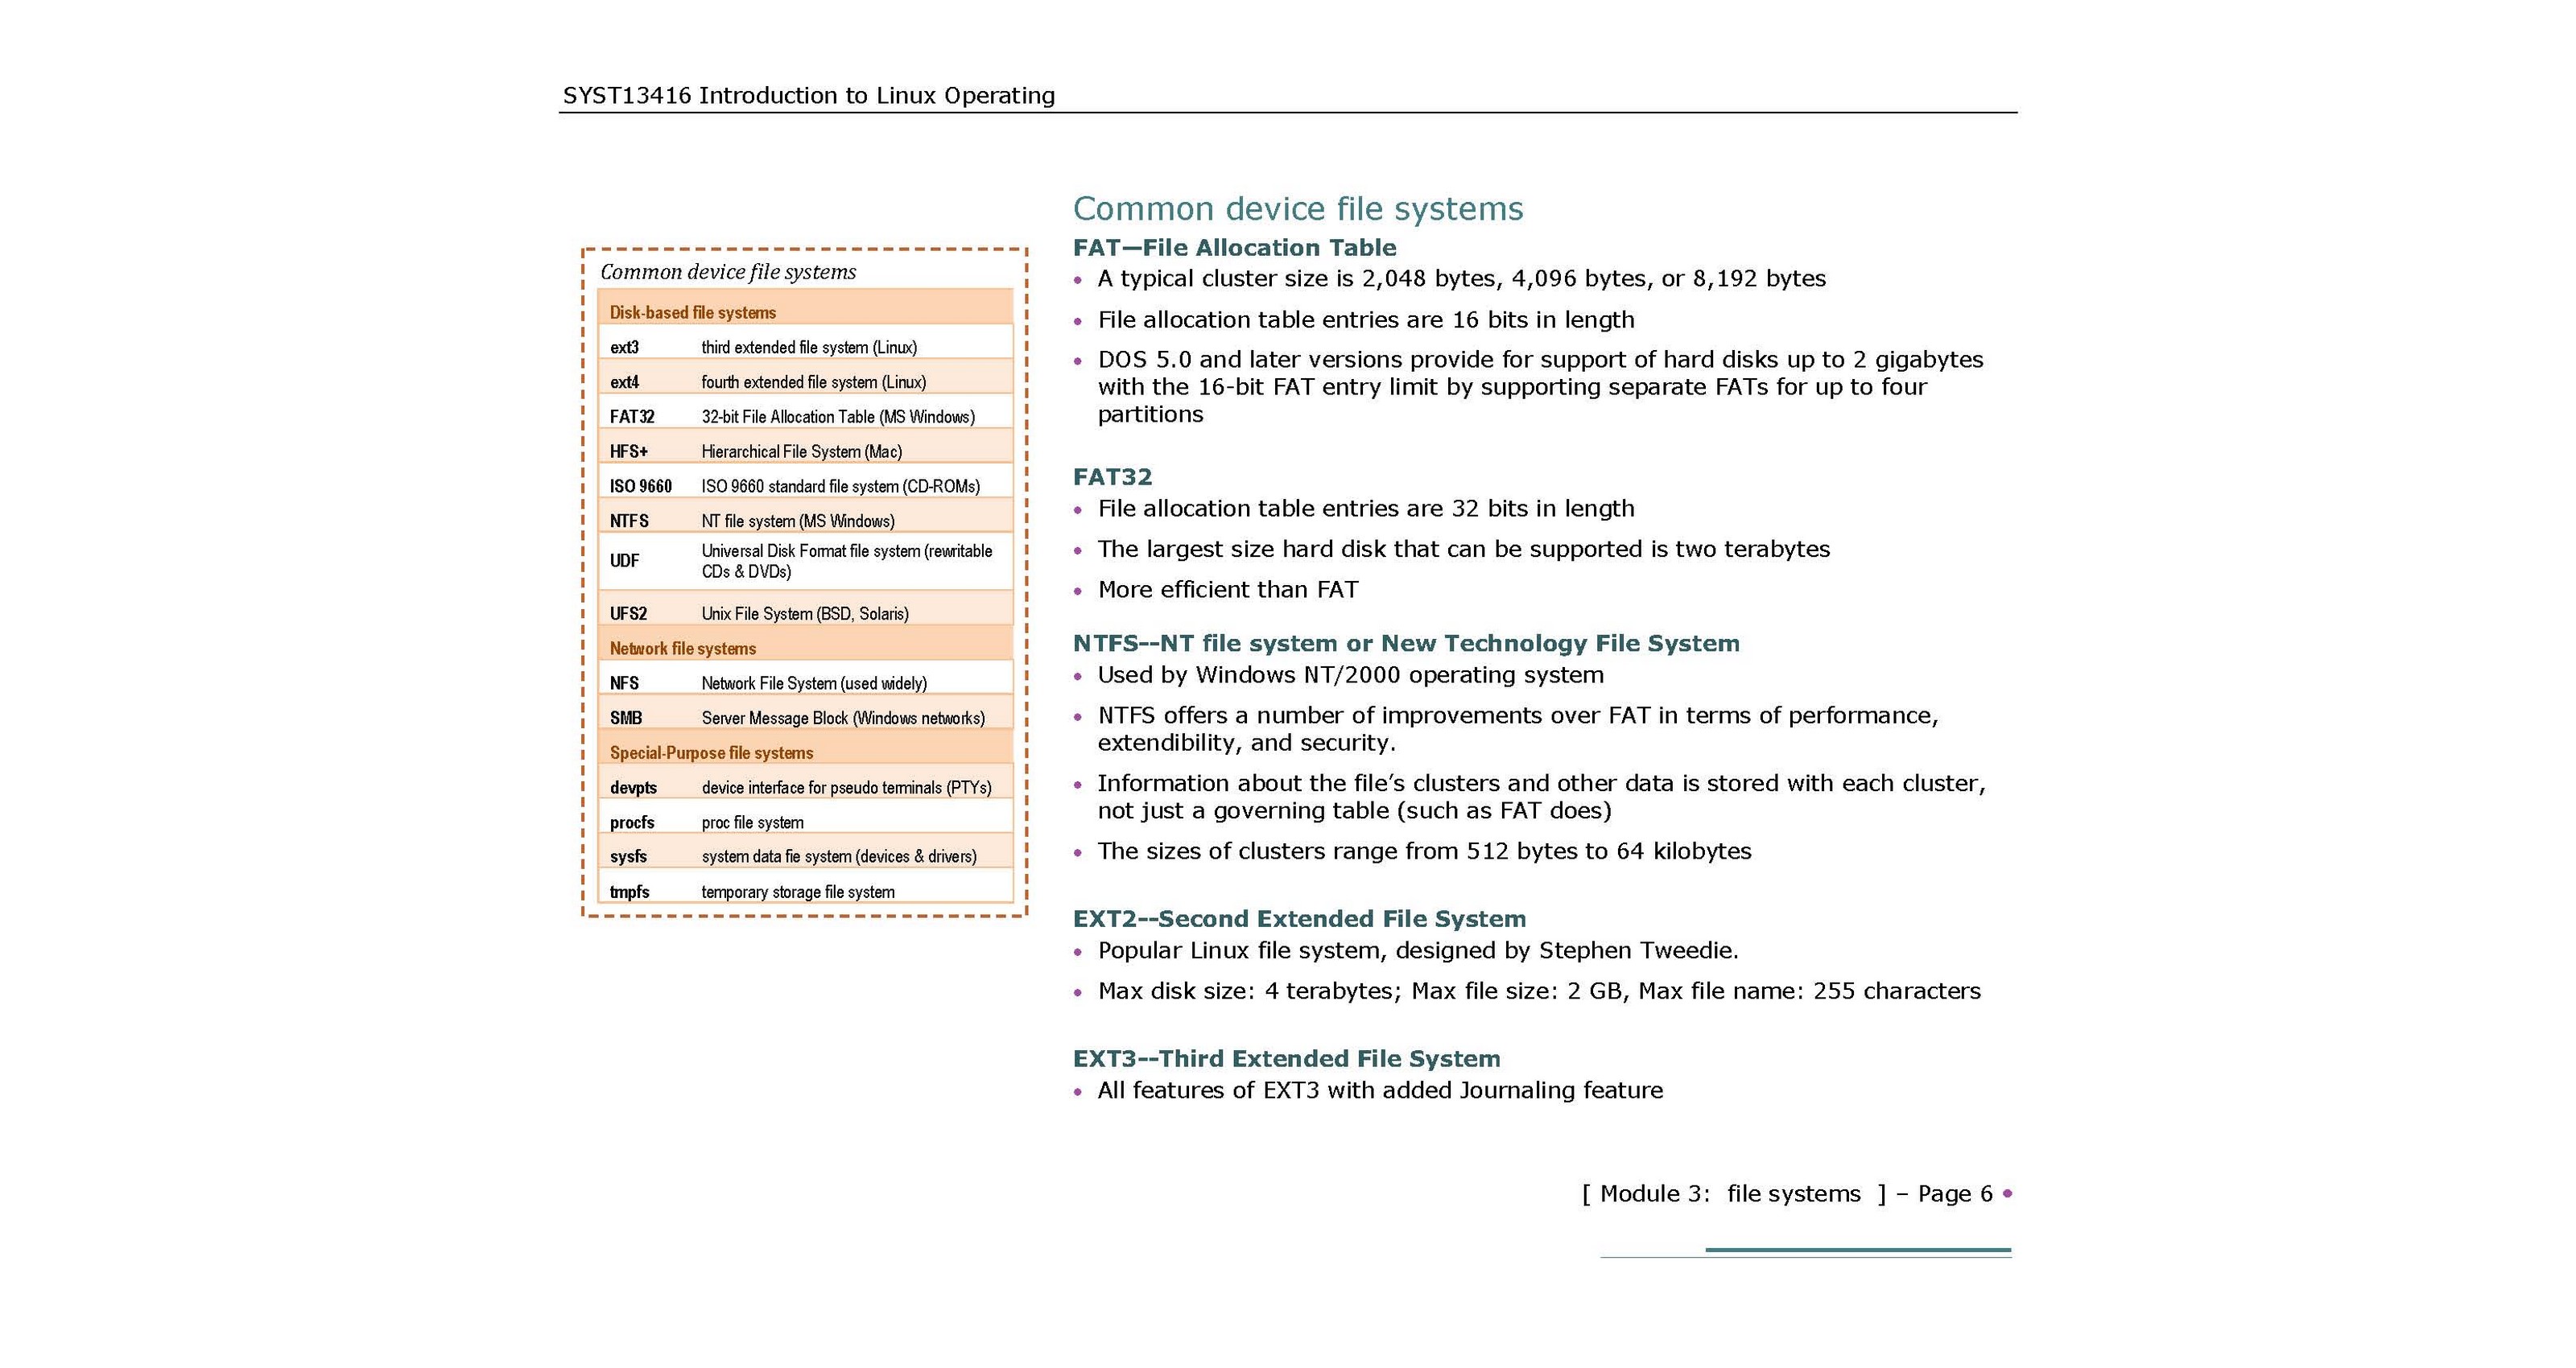 SYST13416 Introduction to Linux Operating
Common device file systems
Disk-based file systems
ext3 third extended file system (Linux)
ext4 fourth extended file system (Linux)
FAT32 32-bit File Allocation Table (MS Windows)
HFS+ Hierarchical File System (Mac)
ISO 9660 ISO 9660 standard file system (CD-ROMs)
NTFS NT file system (MS Windows)
UDF Universal Disk Format file system (rewritable
CDs & DVDs)
UFS2 Unix File System (BSD, Solaris)
Network file systems
NFS Network File System (used widely)
SMB Server Message Block (Windows networks)
Special-Purpose file systems
devpts device interface for pseudo terminals (PTYs)
procfs proc file system
sysfs system data fie system (devices & drivers)
tmpfs temporary storage file system
Common device file systems
FAT—File Allocation Table
• A typical cluster size is 2,048 bytes, 4,096 bytes, or 8,192 bytes
• File allocation table entries are 16 bits in length
• DOS 5.0 and later versions provide for support of hard disks up to 2 gigabytes
with the 16-bit FAT entry limit by supporting separate FATs for up to four
partitions
FAT32
• File allocation table entries are 32 bits in length
• The largest size hard disk that can be supported is two terabytes
• More efficient than FAT
NTFS--NT file system or New Technology File System
• Used by Windows NT/2000 operating system
• NTFS offers a number of improvements over FAT in terms of performance,
extendibility, and security.
• Information about the file's clusters and other data is stored with each cluster,
not just a governing table (such as FAT does)
• The sizes of clusters range from 512 bytes to 64 kilobytes
EXT2--Second Extended File System
• Popular Linux file system, designed by Stephen Tweedie.
• Max disk size: 4 terabytes; Max file size: 2 GB, Max file name: 255 characters
EXT3--Third Extended File System
• All features of EXT3 with added Journaling feature
[ Module 3: file systems ] – Page 6 •